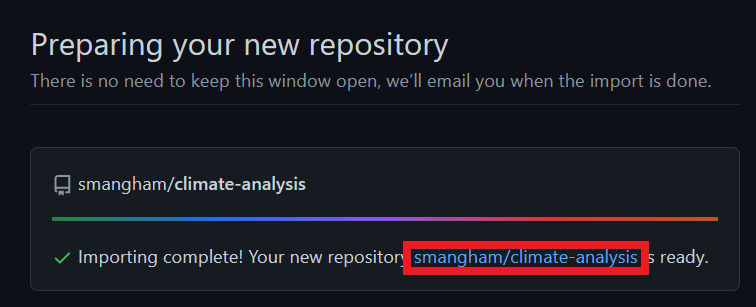 Preparing your new repository
There is no need to keep this window open, we'll email you when the import is done.
smangham/climate-analysis
Importing complete! Your new repository smangham/climate-analysis is ready.